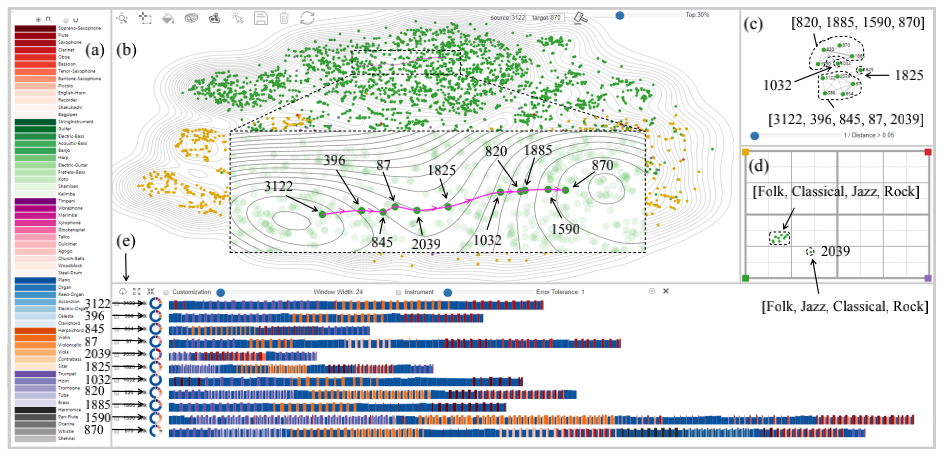 (a)
Soprano-Saxophone
Flute
Saxophone
Clarinet
Oboe
Bassoon
Tenor-Saxophone
Baritone-Saxophone
Piccolo
English-Horn
Recorder
Shakuhachi
Bagpipes
StringInstrument
Guitar
Electric-Bass
Acoustic-Bass
Banjo
Harp
Electric-Guitar
Fretless-Bass
Koto
Shamisen
Kalimba
Timpani
Vibraphone
Marimba
Xylophone
Glockenspiel
Taiko
Dulcimer
Agogo
Church-Bells
Woodblock
Steel-Drum
Piano
Organ
Reed-Organ
Accordion
Electric-Organ
Celesta
Clavichord
Harpsichord
Violin
Violoncello
Viola
Contrabass
Sitar
Trumpet
Horn
Trombone
Tuba
Brass
Harmonica
Pan-Flute
Ocarina
Whistle
Shehnai
(b)
source: 3122 target: 870
Top:30%
3122
396
87
1825
820
1885
870
845
2039
1032
1590
(c)
[820, 1885, 1590, 870]
1032
1825
[3122, 396, 845, 87, 2039]
1 / Distance > 0.05
(d)
[Folk, Classical, Jazz, Rock]
2039
[Folk, Jazz, Classical, Rock]
(e)
Customization
Window Width: 24
Instrument
Error Tolerance: 1
3122
396
845
87
2039
1825
1032
820
1885
1590
870